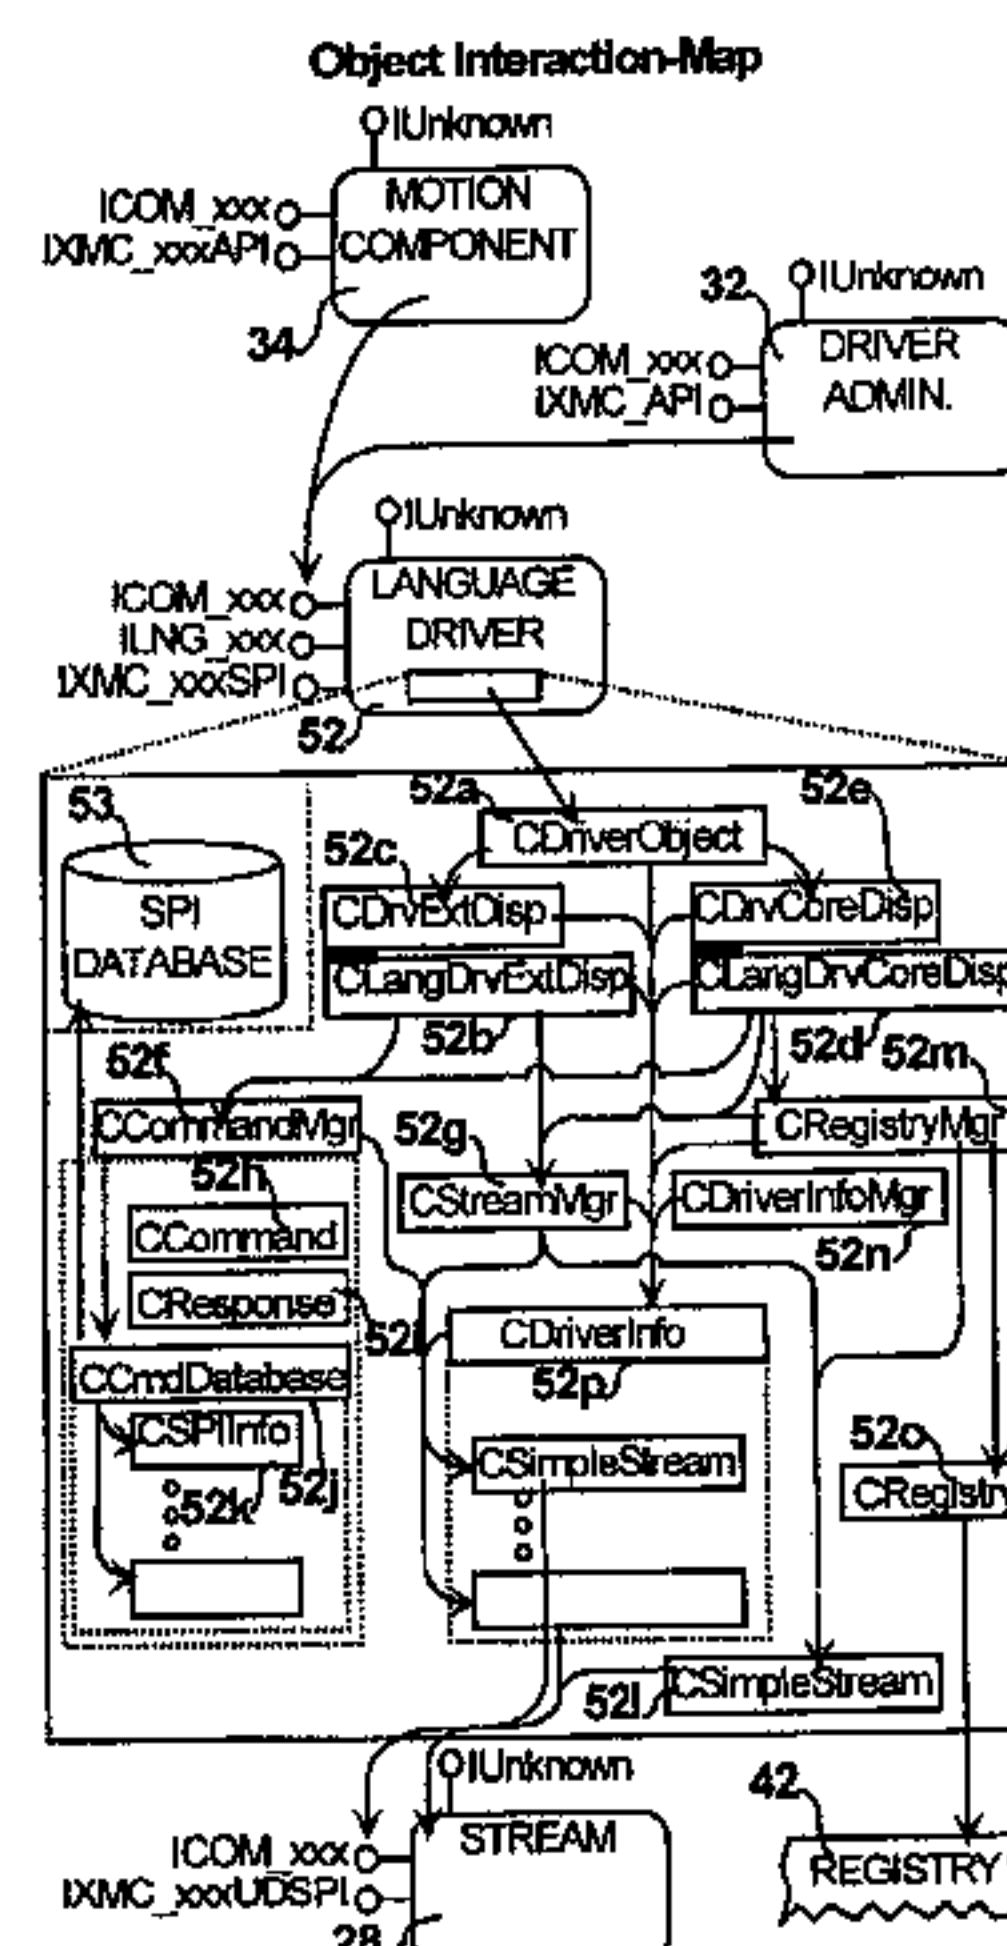 Object Interaction-Map
IUnknown
MOTION
COMPONENT
ICOM_xxx
IXMC_xxxAPI
34
32
IUnknown
DRIVER
ADMIN.
ICOM_xxx
IXMC_API
IUnknown
LANGUAGE
DRIVER
ICOM_xxx
ILNG_xxx
IXMC_xxxSPI
52
53
SPI
DATABASE
52a
CDriverObject
52e
52c
CDrvExtDisp
CDrvCoreDisp
CLangDrvExtDisp
CLangDrvCoreDisp
52b
52d
52m
52f
CCommandMgr
52g
CRegistryMgr
52h
CStreamMgr
CDriverInfoMgr
52n
CCommand
CResponse
52i
CDriverInfo
52p
CCmdDatabase
CSPIInfo
52j
52k
CSimpleStream
52o
CRegistry
CSimpleStream
52l
IUnknown
STREAM
ICOM_xxx
IXMC_xxxUDSPI
28
42
REGISTRY